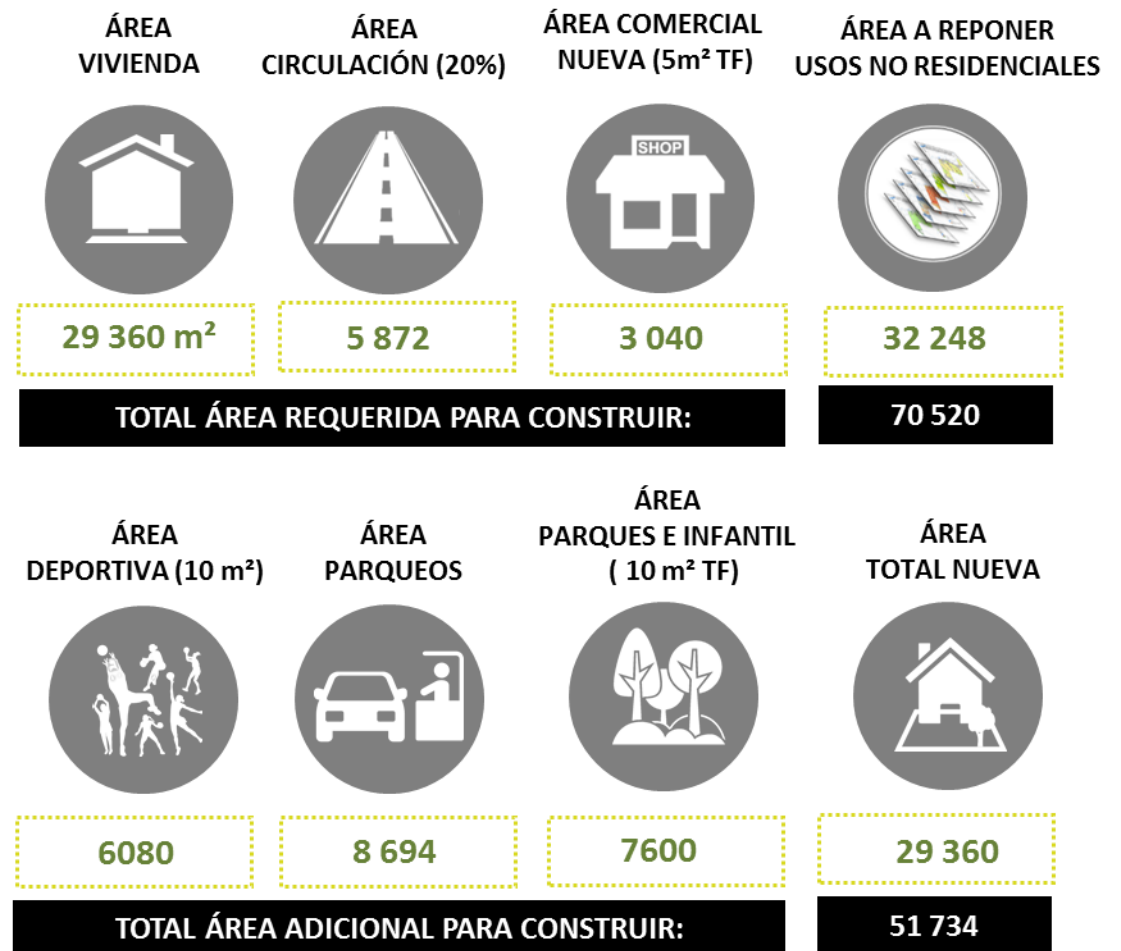 ÁREA
VIVIENDA
ÁREA
CIRCULACIÓN (20%)
ÁREA COMERCIAL
NUEVA (5m² TF)
ÁREA A REPONER
USOS NO RESIDENCIALES
SHOP
29 360 m²
5 872
3 040
32 248
TOTAL ÁREA REQUERIDA PARA CONSTRUIR:
70 520
ÁREA
DEPORTIVA (10 m²)
ÁREA
PARQUEOS
ÁREA
PARQUES E INFANTIL
( 10 m² TF)
ÁREA
TOTAL NUEVA
6080
8 694
7600
29 360
TOTAL ÁREA ADICIONAL PARA CONSTRUIR:
51 734